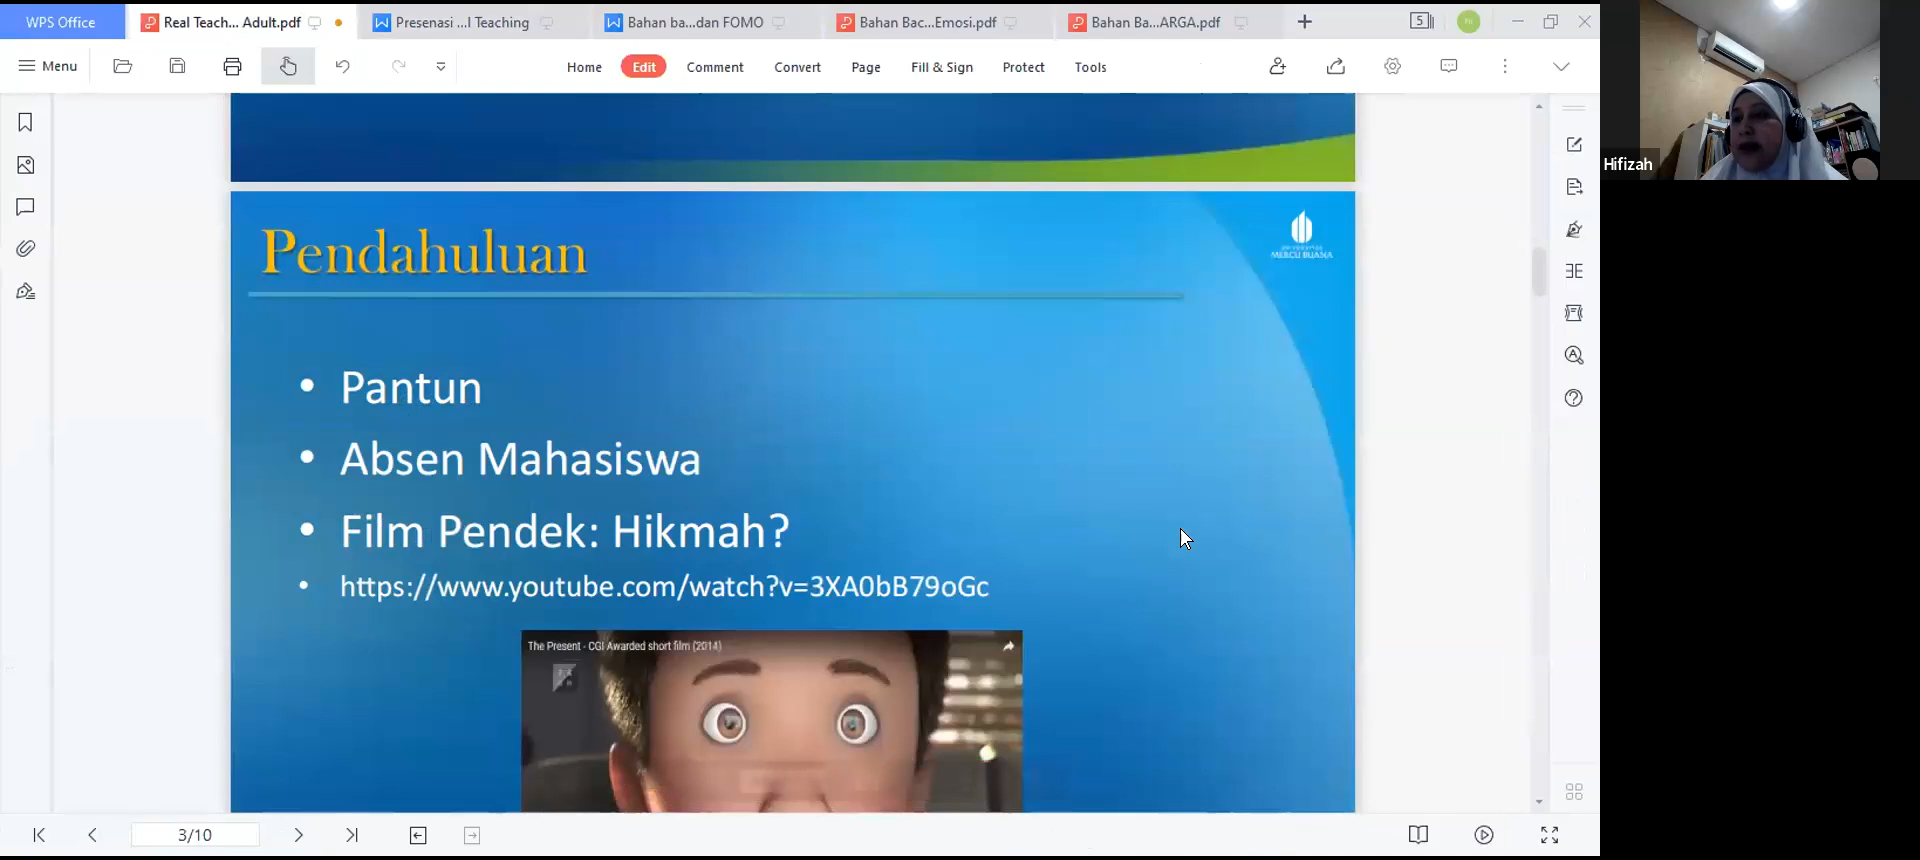 WPS Office
Real Teach... Adult.pdf
Presenasi ...l Teaching
Bahan ba...dan FOMO
Bahan Bac...Emosi.pdf
Bahan Ba...ARGA.pdf
5
Menu
Home
Edit
Comment
Convert
Page
Fill & Sign
Protect
Comment
Tools
Hifizah
Pendahuluan
MERCU BUANA
• Pantun
• Absen Mahasiswa
• Film Pendek: Hikmah?
• https://www.youtube.com/watch?v=3XA0bB79oGc
The Present - CGI Awarded short film (2014)
3/10